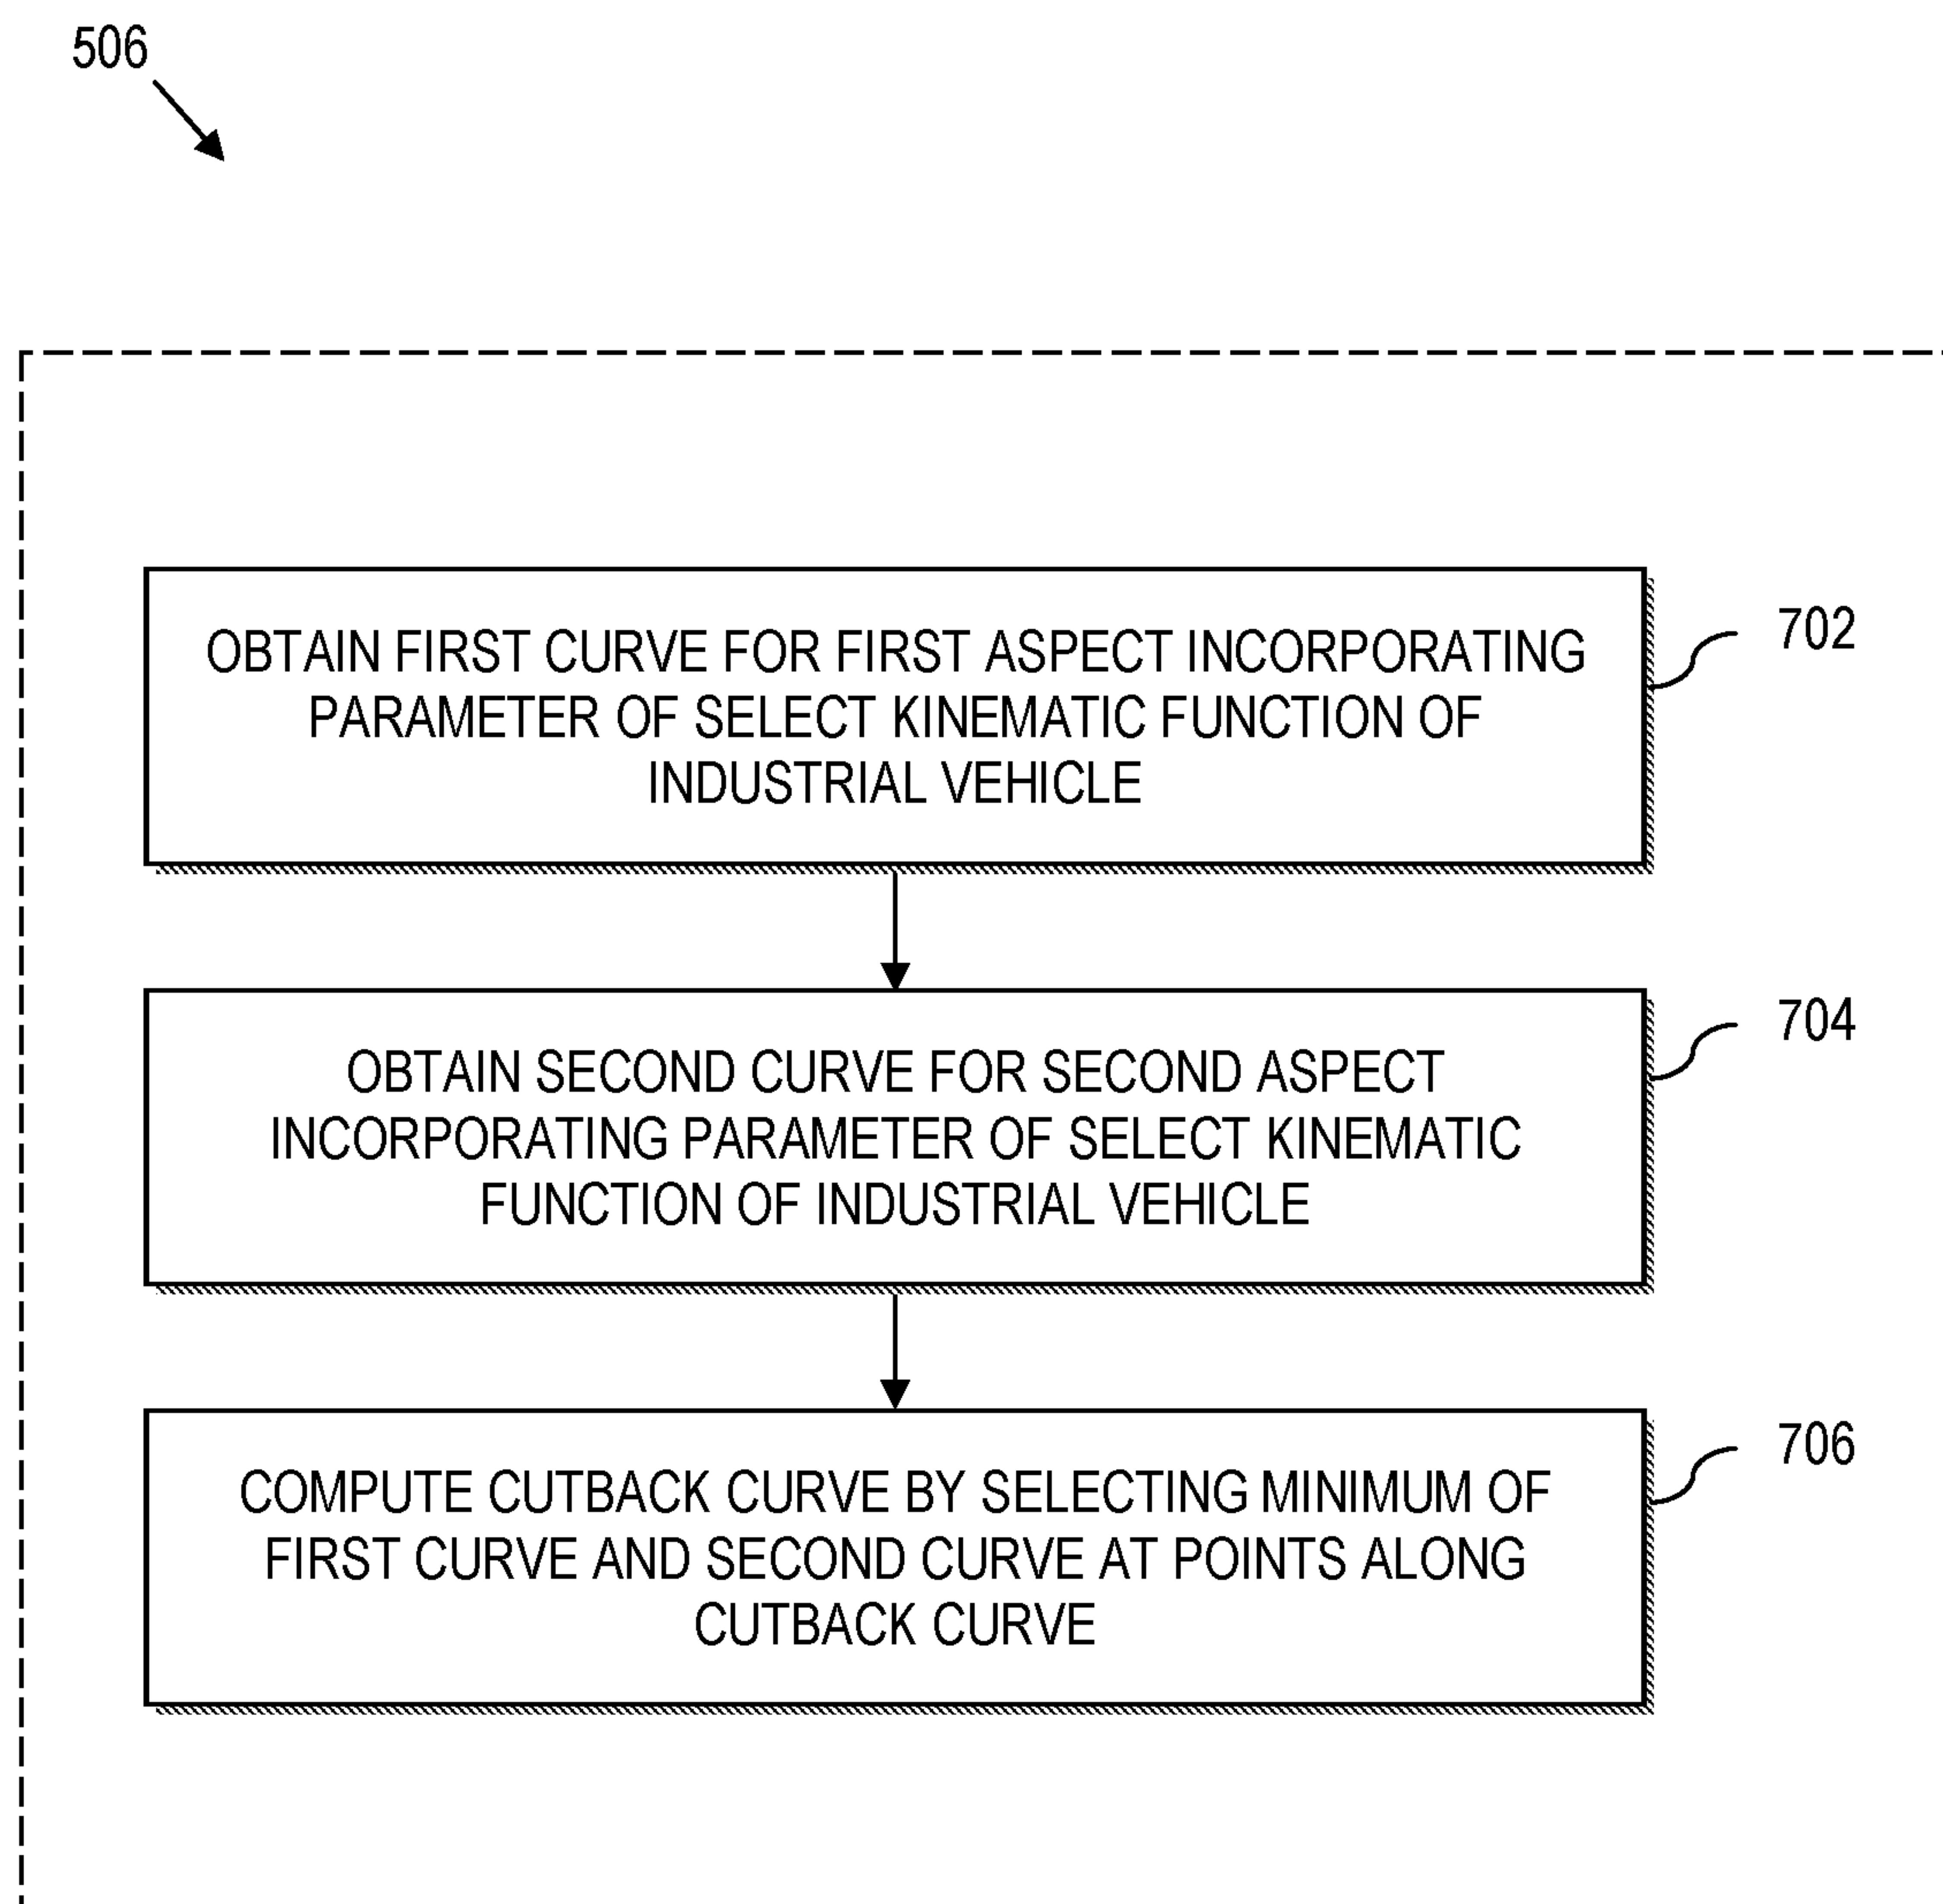 506
OBTAIN FIRST CURVE FOR FIRST ASPECT INCORPORATING
PARAMETER OF SELECT KINEMATIC FUNCTION OF
INDUSTRIAL VEHICLE
702
OBTAIN SECOND CURVE FOR SECOND ASPECT
INCORPORATING PARAMETER OF SELECT KINEMATIC
FUNCTION OF INDUSTRIAL VEHICLE
704
COMPUTE CUTBACK CURVE BY SELECTING MINIMUM OF
FIRST CURVE AND SECOND CURVE AT POINTS ALONG
CUTBACK CURVE
706